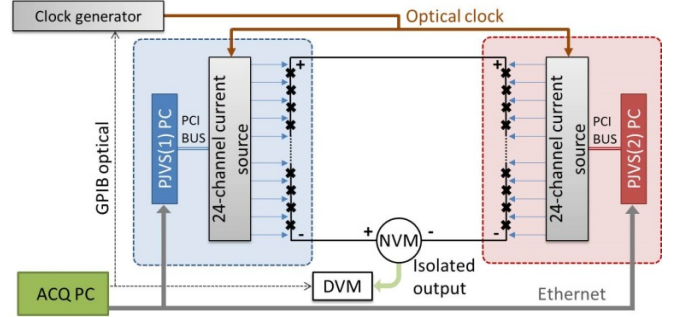 Clock generator
Optical clock
GPIB optical
PJVS(1) PC
PCI
BUS
24-channel current
source
+
-
+
-
24-channel current
source
PCI
BUS
PJVS(2) PC
+
NVM
-
Isolated
output
DVM
ACQ PC
Ethernet